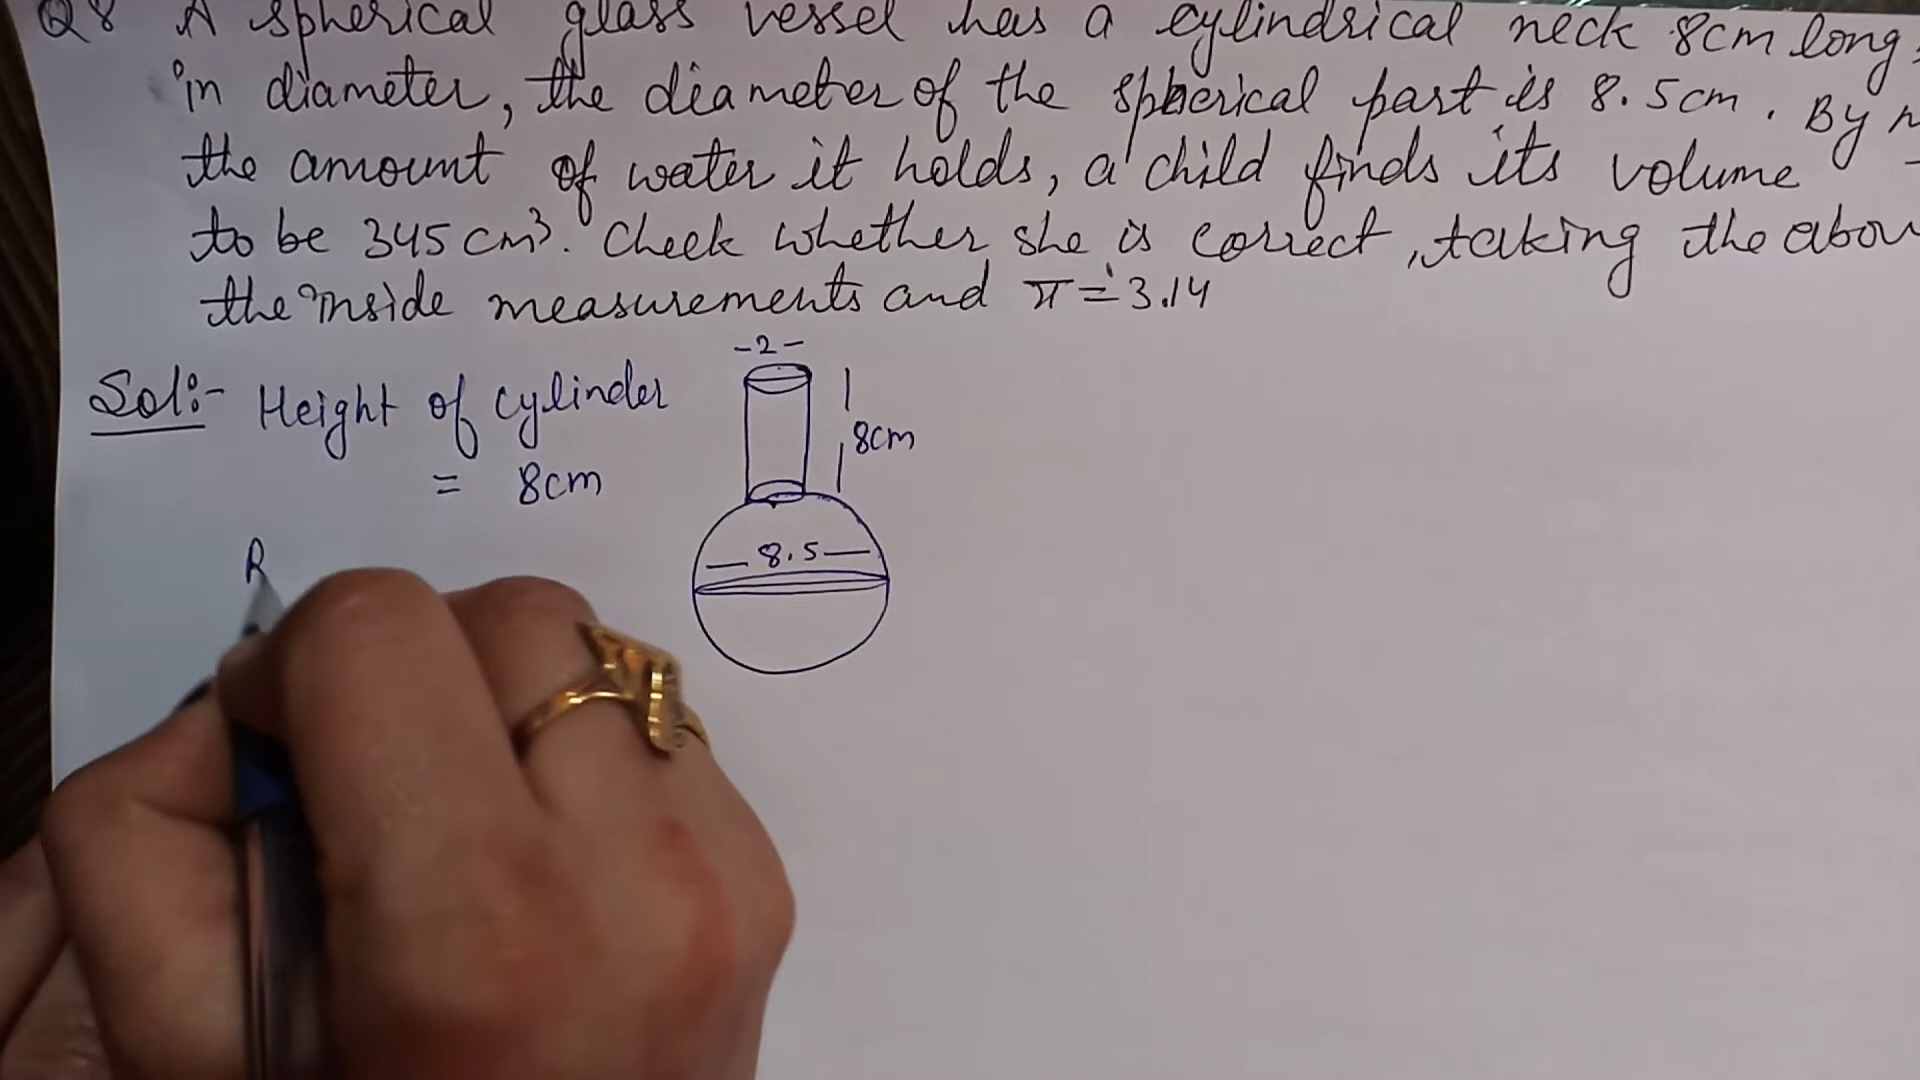 Q8 A spherical glass vessel has a cylindrical neck 8cm long,
in diameter, the diameter of the spherical part is 8.5cm. By
the amount of water it holds, a child finds its volume
to be 345 cm³. Check whether she is correct, taking the abov
the inside measurements and π = 3.14
-2-
Sol:- Height of cylinder
= 8cm
8cm
8.5
R